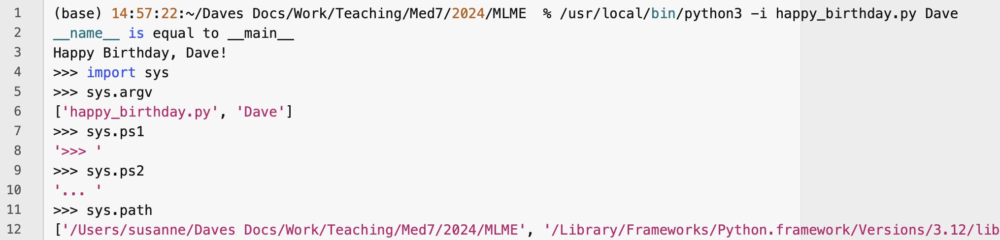 1 (base) 14:57:22:~/Daves Docs/Work/Teaching/Med7/2024/MLME  % /usr/local/bin/python3 -i happy_birthday.py Dave
2 __name__ is equal to __main__
3 Happy Birthday, Dave!
4 >>> import sys
5 >>> sys.argv
6 ['happy_birthday.py', 'Dave']
7 >>> sys.ps1
8 '>>> '
9 >>> sys.ps2
10 '... '
11 >>> sys.path
12 ['/Users/susanne/Daves Docs/Work/Teaching/Med7/2024/MLME', '/Library/Frameworks/Python.framework/Versions/3.12/lib